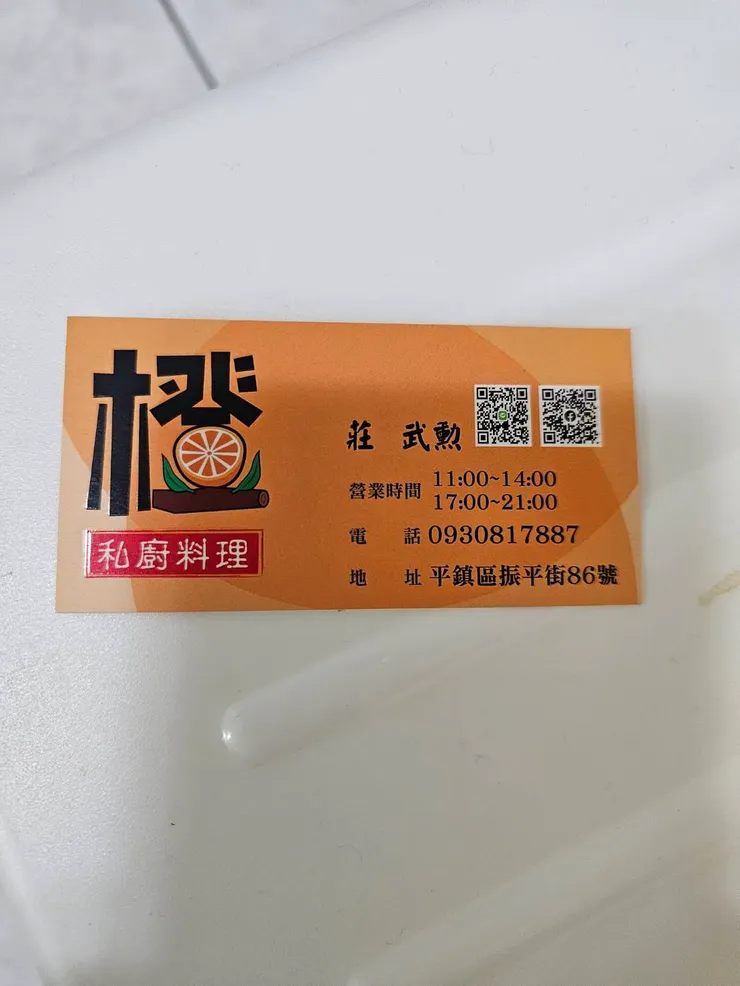 橙
私廚料理
莊 武勲
營業時間 11:00~14:00
17:00~21:00
電 話 0930817887
地 址 平鎮區振平街86號